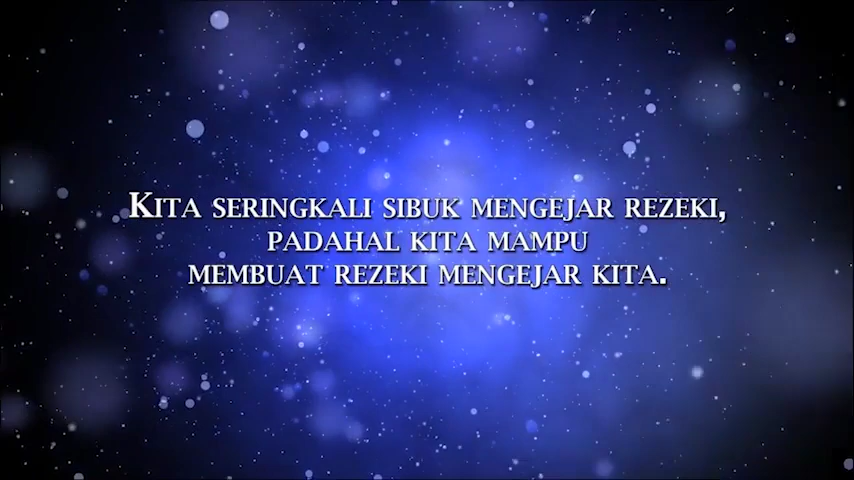 Kita seringkali sibuk mengejar rezeki,
padahal kita mampu
membuat rezeki mengejar kita.